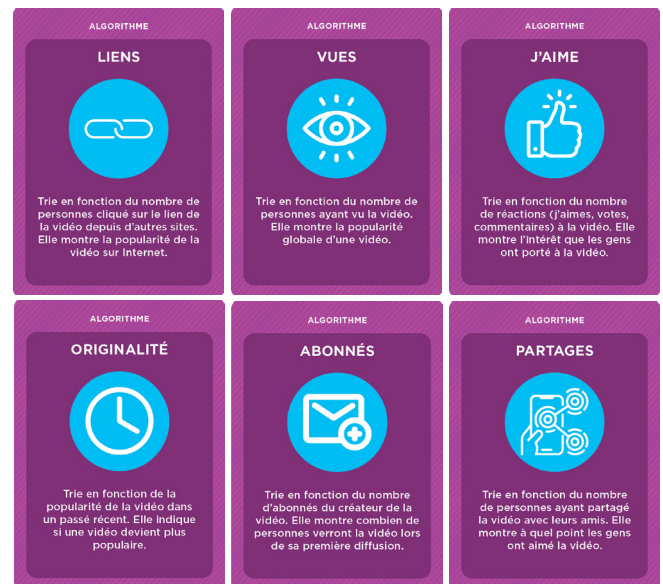 ALGORITHME
LIENS
Trie en fonction du nombre de
personnes cliqué sur le lien de
la vidéo depuis d'autres sites.
Elle montre la popularité de la
vidéo sur Internet.
ALGORITHME
VUES
Trie en fonction du nombre de
personnes ayant vu la vidéo.
Elle montre la popularité
globale d'une vidéo.
ALGORITHME
J'AIME
Trie en fonction du nombre
de réactions (j'aimes, votes,
commentaires) à la vidéo. Elle
montre l'intérêt que les gens
ont porté à la vidéo.
ALGORITHME
ORIGINALITÉ
Trie en fonction de la
popularité de la vidéo dans
un passé récent. Elle indique
si une vidéo devient plus
populaire.
ALGORITHME
ABONNÉS
Trie en fonction du nombre
d'abonnés du créateur de la
vidéo. Elle montre combien de
personnes verront la vidéo lors
de sa première diffusion.
ALGORITHME
PARTAGES
Trie en fonction du nombre
de personnes ayant partagé
la vidéo avec leurs amis. Elle
montre à quel point les gens
ont aimé la vidéo.